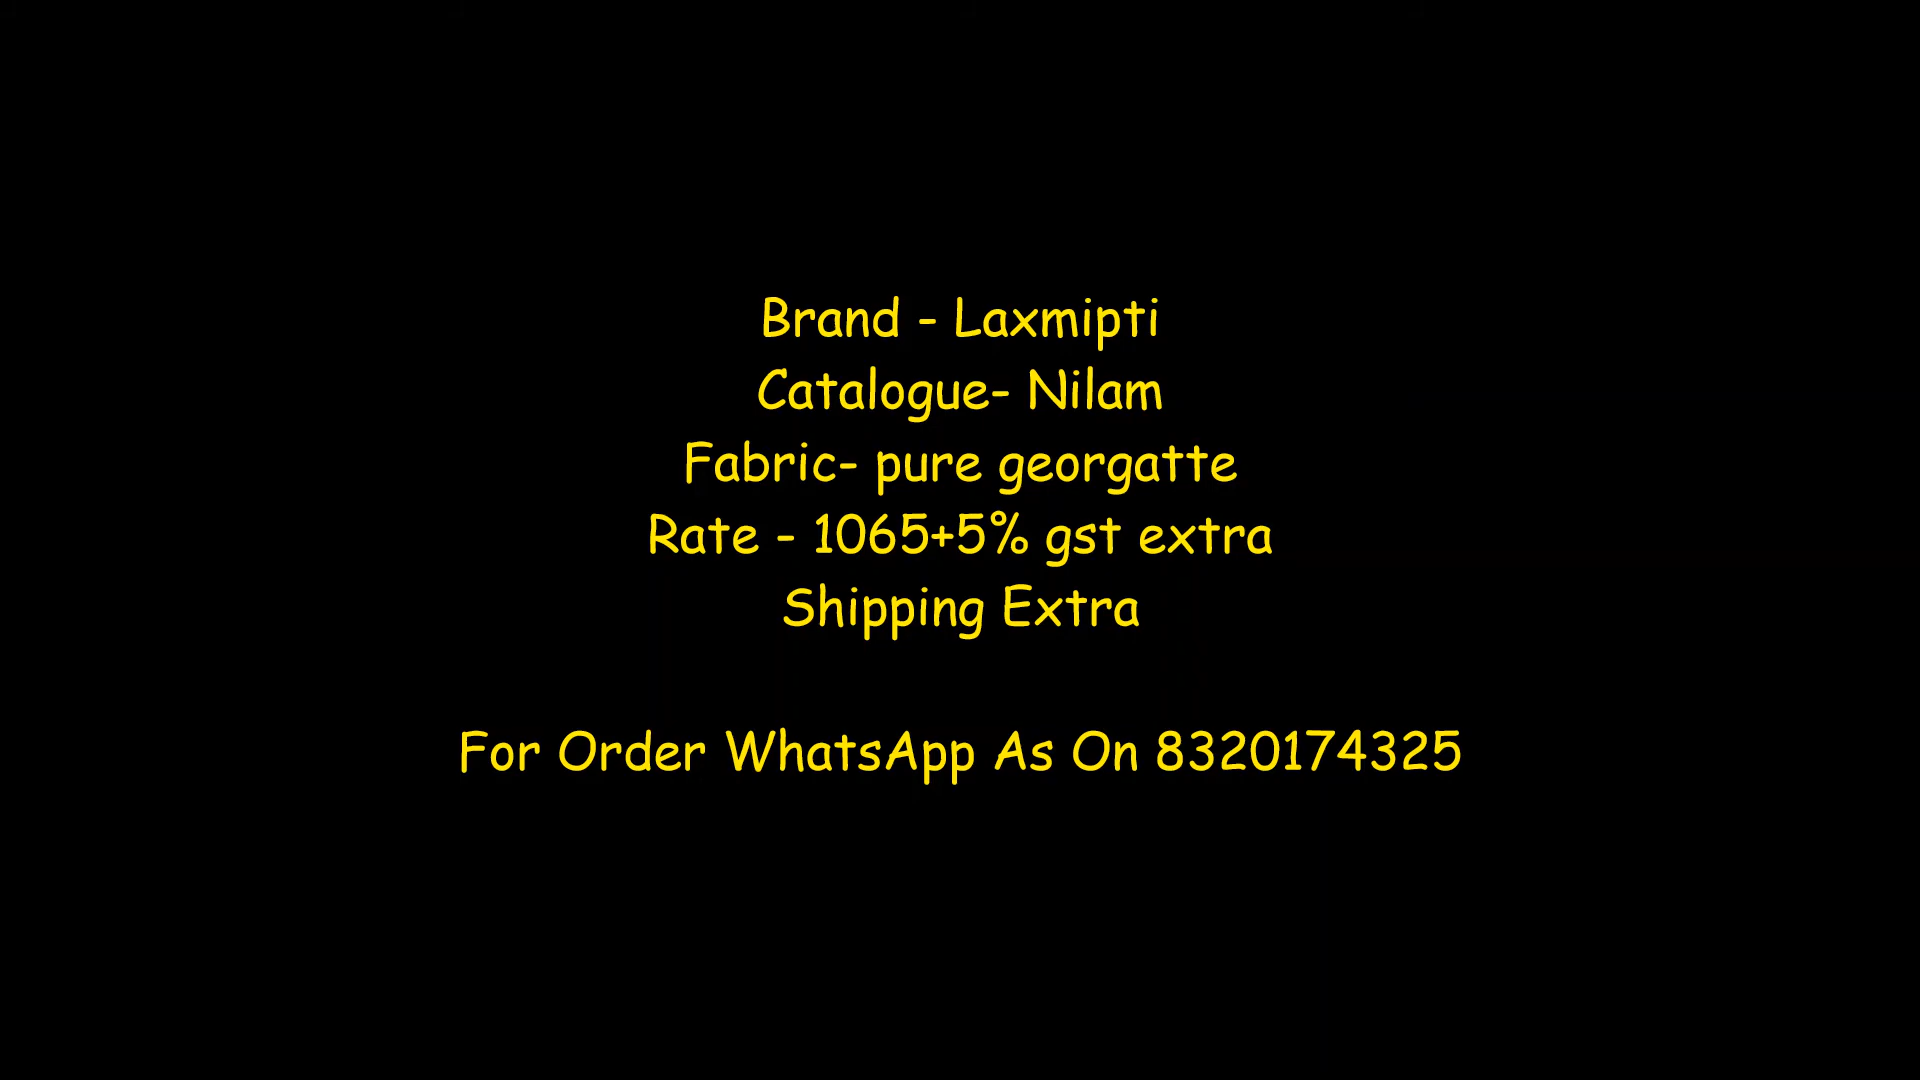 Brand - Laxmipti
Catalogue- Nilam
Fabric- pure georgatte
Rate - 1065+5% gst extra
Shipping Extra
For Order WhatsApp As On 8320174325